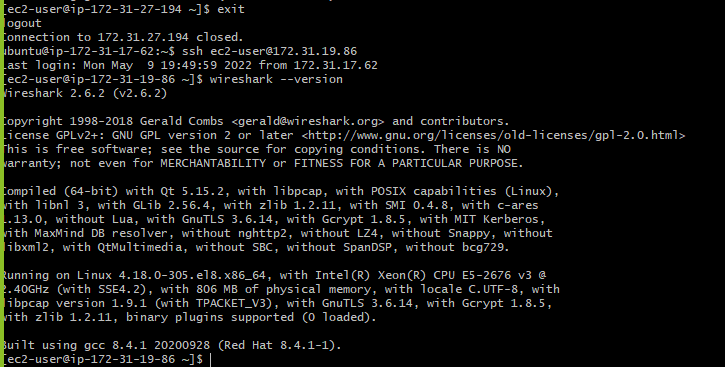 [ec2-user@ip-172-31-27-194 ~]$ exit
logout
Connection to 172.31.27.194 closed.
ubuntu@ip-172-31-17-62:~$ ssh ec2-user@172.31.19.86
Last login: Mon May  9 19:49:59 2022 from 172.31.17.62
[ec2-user@ip-172-31-19-86 ~]$ wireshark --version
Wireshark 2.6.2 (v2.6.2)
Copyright 1998-2018 Gerald Combs <gerald@wireshark.org> and contributors.
License GPLv2+: GNU GPL version 2 or later <http://www.gnu.org/licenses/old-licenses/gpl-2.0.html>
This is free software; see the source for copying conditions. There is NO
warranty; not even for MERCHANTABILITY or FITNESS FOR A PARTICULAR PURPOSE.
Compiled (64-bit) with Qt 5.15.2, with libpcap, with POSIX capabilities (Linux),
with libnl 3, with GLib 2.56.4, with zlib 1.2.11, with SMI 0.4.8, with c-ares
1.13.0, without Lua, with GnuTLS 3.6.14, with Gcrypt 1.8.5, with MIT Kerberos,
with MaxMind DB resolver, without nghttp2, without LZ4, without Snappy, without
libxml2, with QtMultimedia, without SBC, without SpanDSP, without bcg729.
Running on Linux 4.18.0-305.el8.x86_64, with Intel(R) Xeon(R) CPU E5-2676 v3 @
2.40GHz (with SSE4.2), with 806 MB of physical memory, with locale C.UTF-8, with
libpcap version 1.9.1 (with TPACKET_V3), with GnuTLS 3.6.14, with Gcrypt 1.8.5,
with zlib 1.2.11, binary plugins supported (0 loaded).
Built using gcc 8.4.1 20200928 (Red Hat 8.4.1-1).
[ec2-user@ip-172-31-19-86 ~]$